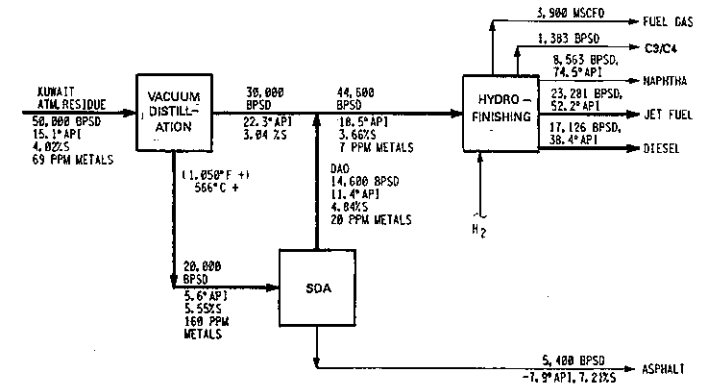 3,900 MSCFD
FUEL GAS
1,383 BPSD
C3/C4
8,563 BPSD,
74.5°API
NAPHTHA
23,281 BPSD,
52.2°API
JET FUEL
17,126 BPSD,
38.4°API
DIESEL
KUWAIT
ATM.RESIDUE
50,000 BPSD
15.1°API
4.02%S
69 PPM METALS
VACUUM
DISTILL-
ATION
30,000
BPSD
22.3°API
3.04 %S
44,600
BPSD
18.5°API
3.66%S
7 PPM METALS
HYDRO-
FINISHING
H2
(1,050°F +)
566°C +
DAO
14,600 BPSD
11.4°API
4.84%S
20 PPM METALS
20,000
BPSD
5.6°API
5.55%S
160 PPM
METALS
SDA
5,400 BPSD
-7.9°API, 7.21%S
ASPHALT